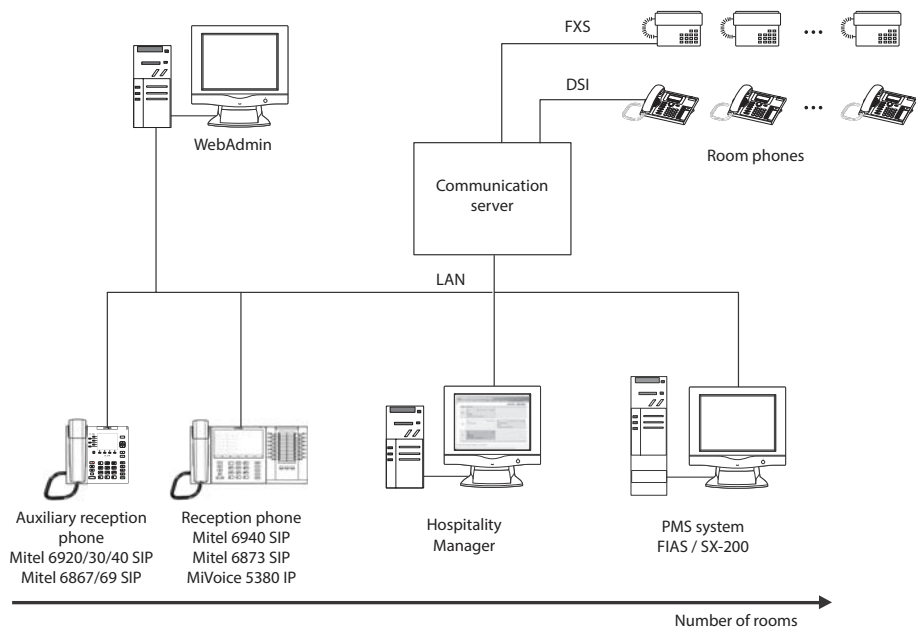 FXS
DSI
Room phones
WebAdmin
Communication
server
LAN
Auxiliary reception
phone
Mitel 6920/30/40 SIP
Mitel 6867/69 SIP
Reception phone
Mitel 6940 SIP
Mitel 6873 SIP
MiVoice 5380 IP
Hospitality
Manager
PMS system
FIAS / SX-200
Number of rooms